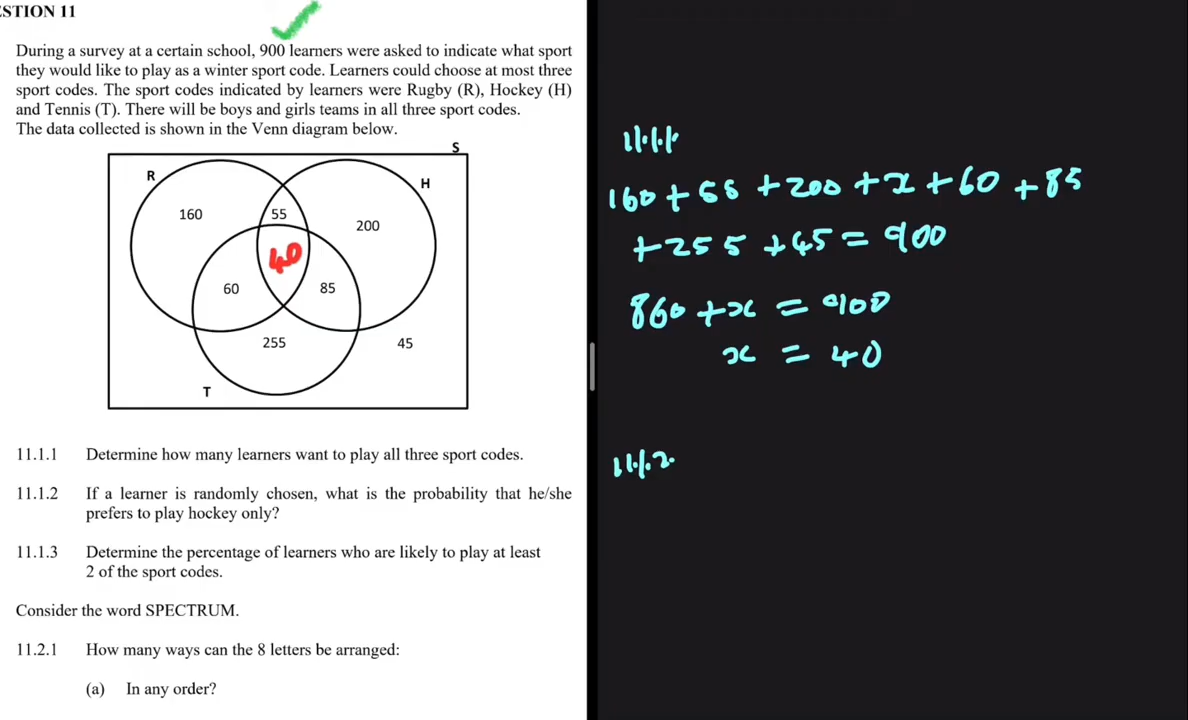 ESTION 11
During a survey at a certain school, 900 learners were asked to indicate what sport
they would like to play as a winter sport code. Learners could choose at most three
sport codes. The sport codes indicated by learners were Rugby (R), Hockey (H)
and Tennis (T). There will be boys and girls teams in all three sport codes.
The data collected is shown in the Venn diagram below.
S
R
H
160
55
200
40
60
85
255
45
T
11.1.1 Determine how many learners want to play all three sport codes.
11.1.2 If a learner is randomly chosen, what is the probability that he/she
prefers to play hockey only?
11.1.3 Determine the percentage of learners who are likely to play at least
2 of the sport codes.
Consider the word SPECTRUM.
11.2.1 How many ways can the 8 letters be arranged:
(a) In any order?
11.1.1
160 + 55 + 200 + x + 60 + 85
+ 255 + 45 = 900
860 + x = 900
x = 40
11.1.2.